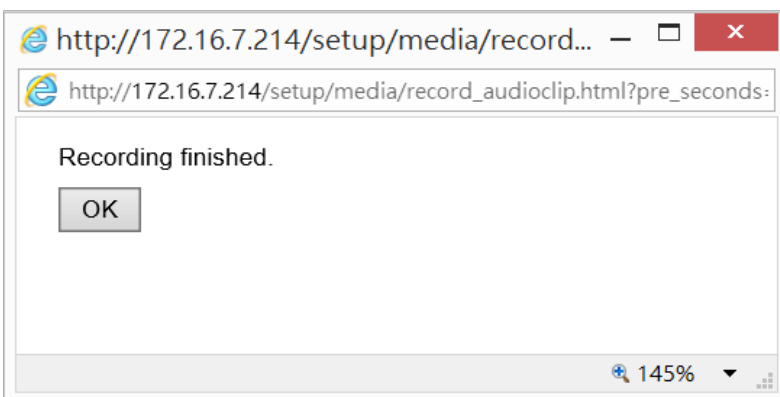 http://172.16.7.214/setup/media/record...
http://172.16.7.214/setup/media/record_audioclip.html?pre_seconds=
Recording finished.
OK
145%